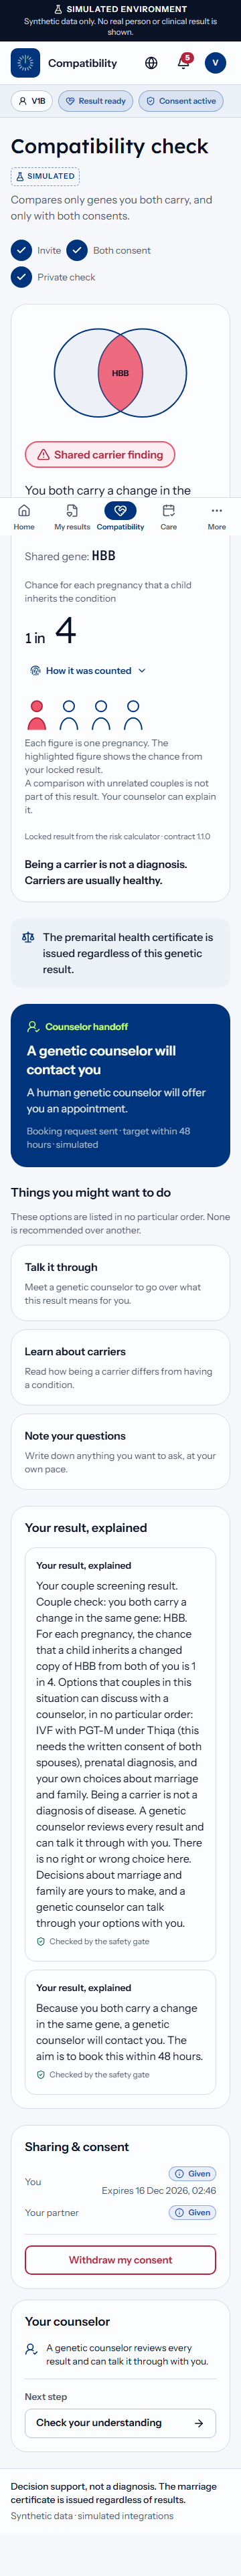 SIMULATED ENVIRONMENT
Synthetic data only. No real person or clinical result is
shown.
Compatibility
5
V
V1B
Result ready
Consent active
Compatibility check
SIMULATED
Compares only genes you both carry, and
only with both consents.
Invite
Both consent
Private check
HBB
Shared carrier finding
You both carry a change in the
Home
My results
Compatibility
Care
More
Shared gene: HBB
Chance for each pregnancy that a child
inherits the condition
1 in 4
How it was counted
Each figure is one pregnancy. The
highlighted figure shows the chance from
your locked result.
A comparison with unrelated couples is not
part of this result. Your counselor can explain
it.
Locked result from the risk calculator · contract 1.1.0
Being a carrier is not a diagnosis.
Carriers are usually healthy.
The premarital health certificate is
issued regardless of this genetic
result.
Counselor handoff
A genetic counselor will
contact you
A human genetic counselor will offer
you an appointment.
Booking request sent · target within 48
hours · simulated
Things you might want to do
These options are listed in no particular order. None
is recommended over another.
Talk it through
Meet a genetic counselor to go over what
this result means for you.
Learn about carriers
Read how being a carrier differs from having
a condition.
Note your questions
Write down anything you want to ask, at your
own pace.
Your result, explained
Your result, explained
Your couple screening result.
Couple check: you both carry a
change in the same gene: HBB.
For each pregnancy, the chance
that a child inherits a changed
copy of HBB from both of you is 1
in 4. Options that couples in this
situation can discuss with a
counselor, in no particular order:
IVF with PGT-M under Thiqa (this
needs the written consent of both
spouses), prenatal diagnosis, and
your own choices about marriage
and family. Being a carrier is not a
diagnosis of disease. A genetic
counselor reviews every result and
can talk it through with you. There
is no right or wrong choice here.
Decisions about marriage and
family are yours to make, and a
genetic counselor can talk
through your options with you.
Checked by the safety gate
Your result, explained
Because you both carry a change
in the same gene, a genetic
counselor will contact you. The
aim is to book this within 48 hours.
Checked by the safety gate
Sharing & consent
You
Given
Expires 16 Dec 2026, 02:46
Your partner
Given
Withdraw my consent
Your counselor
A genetic counselor reviews every
result and can talk it through with you.
Next step
Check your understanding
Decision support, not a diagnosis. The marriage
certificate is issued regardless of results.
Synthetic data · simulated integrations